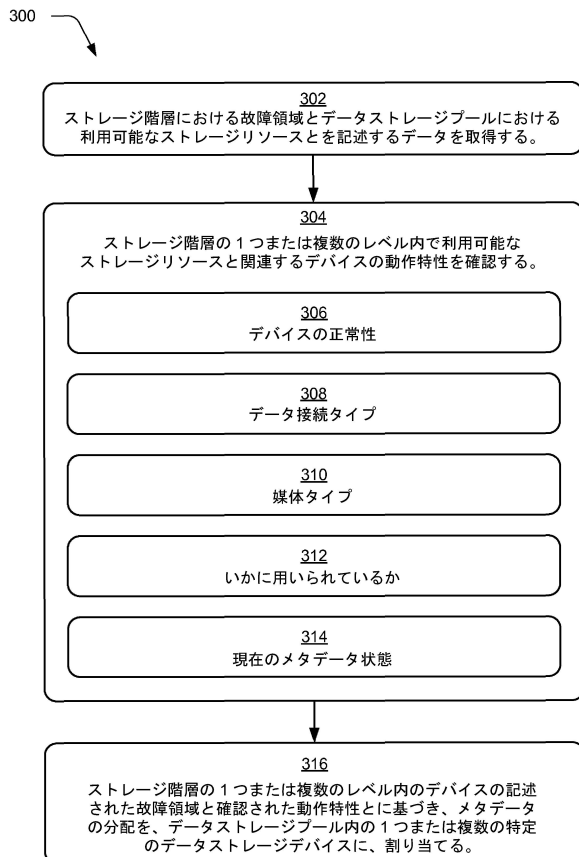 300
302
ストレージ階層における故障領域とデータストレージプールにおける
利用可能なストレージリソースとを記述するデータを取得する。
304
ストレージ階層の1つまたは複数のレベル内で利用可能な
ストレージリソースと関連するデバイスの動作特性を確認する。
306
デバイスの正常性
308
データ接続タイプ
310
媒体タイプ
312
いかに用いられているか
314
現在のメタデータ状態
316
ストレージ階層の1つまたは複数のレベル内のデバイスの記述
された故障領域と確認された動作特性とに基づき、メタデータ
の分配を、データストレージプール内の1つまたは複数の特定
のデータストレージデバイスに、割り当てる。